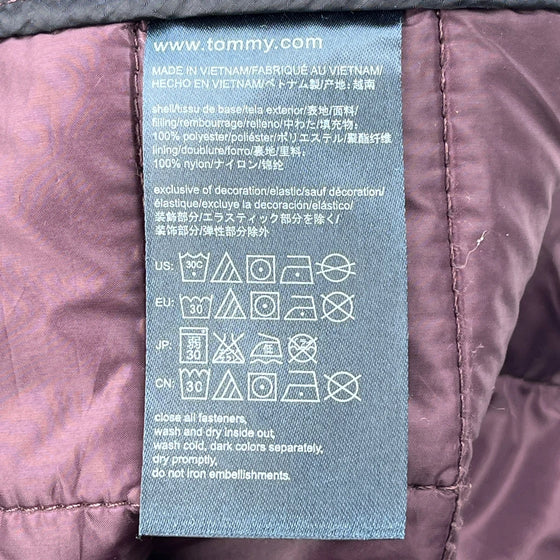 www.tommy.com
MADE IN VIETNAM/FABRIQUÉ AU VIETNAM/
HECHO EN VIETNAM/ベトナム製/产地: 越南
shell/tissu de base/tela exterior/表地/面料/
filling/rembourrage/relleno/中わた/填充物:
100% polyester/poliéster/ポリエステル/聚酯纤维
lining/doublure/forro/裏地/里料:
100% nylon/ナイロン/锦纶
exclusive of decoration/elastic/sauf décoration/
élastique/excluye la decoración/elástico/
装飾部分/エラスティック部分を除く/
装饰部分/弹性部分除外
US: 30C
EU: 30
JP: 弱 30
CN: 30
close all fasteners,
wash and dry inside out,
wash cold, dark colors separately,
dry promptly,
do not iron embellishments.